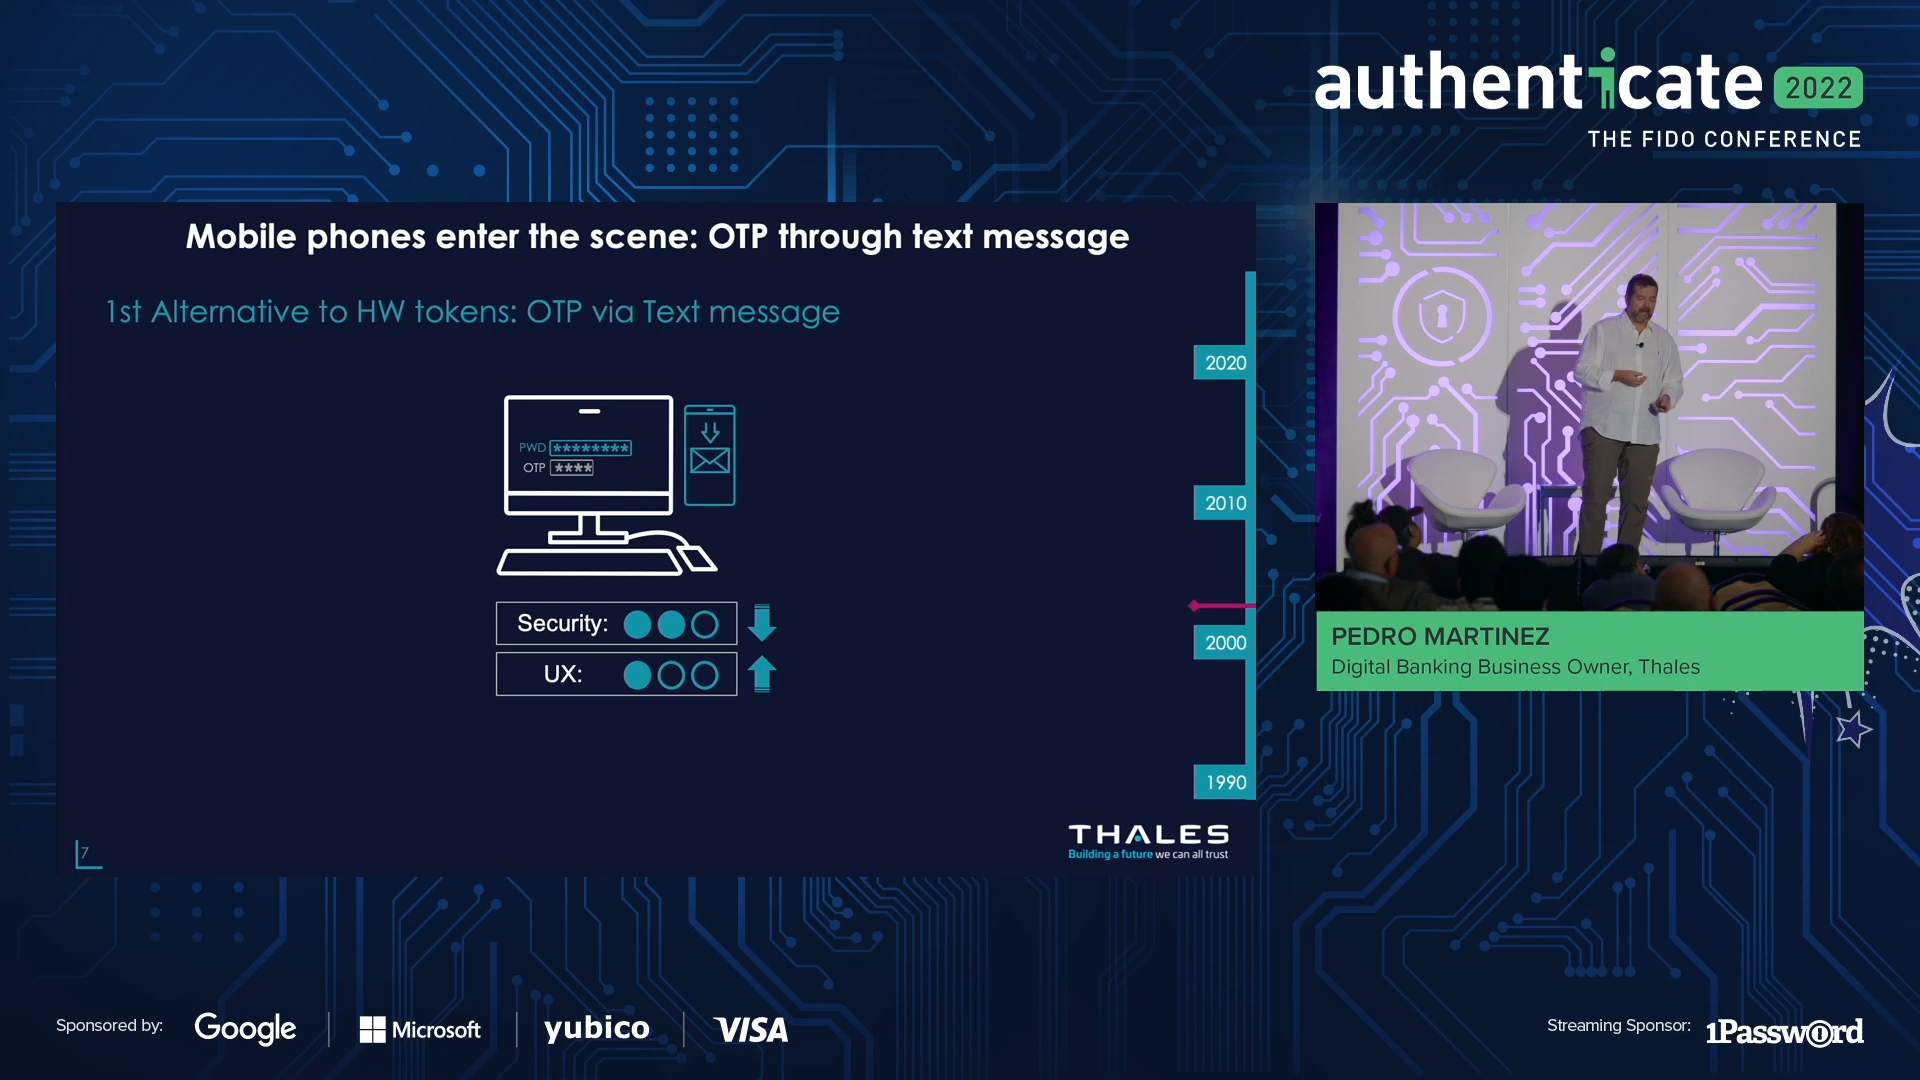 authenticate 2022
THE FIDO CONFERENCE
Mobile phones enter the scene: OTP through text message
1st Alternative to HW tokens: OTP via Text message
PWD ********
OTP ****
Security:
UX:
2020
2010
2000
1990
THALES
Building a future we can all trust
7
PEDRO MARTINEZ
Digital Banking Business Owner, Thales
Sponsored by: Google Microsoft yubico VISA
Streaming Sponsor: 1Password